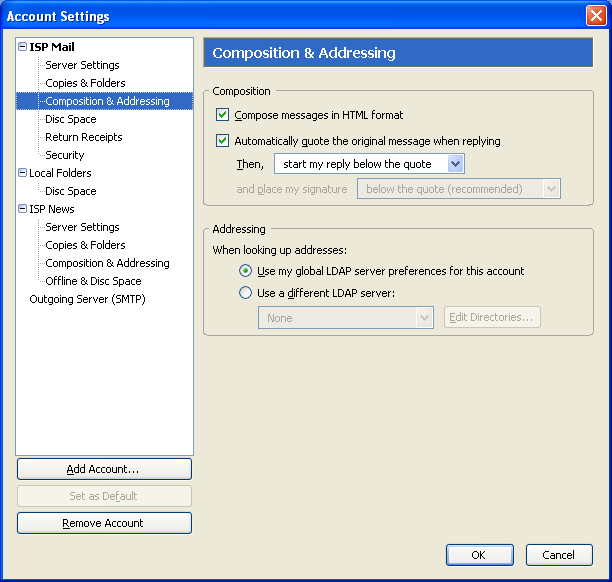 Account Settings
ISP Mail
Server Settings
Copies & Folders
Composition & Addressing
Disc Space
Return Receipts
Security
Local Folders
Disc Space
ISP News
Server Settings
Copies & Folders
Composition & Addressing
Offline & Disc Space
Outgoing Server (SMTP)
Add Account...
Set as Default
Remove Account
Composition & Addressing
Composition
Compose messages in HTML format
Automatically quote the original message when replying
Then, start my reply below the quote
and place my signature below the quote (recommended)
Addressing
When looking up addresses:
Use my global LDAP server preferences for this account
Use a different LDAP server:
None Edit Directories...
OK Cancel